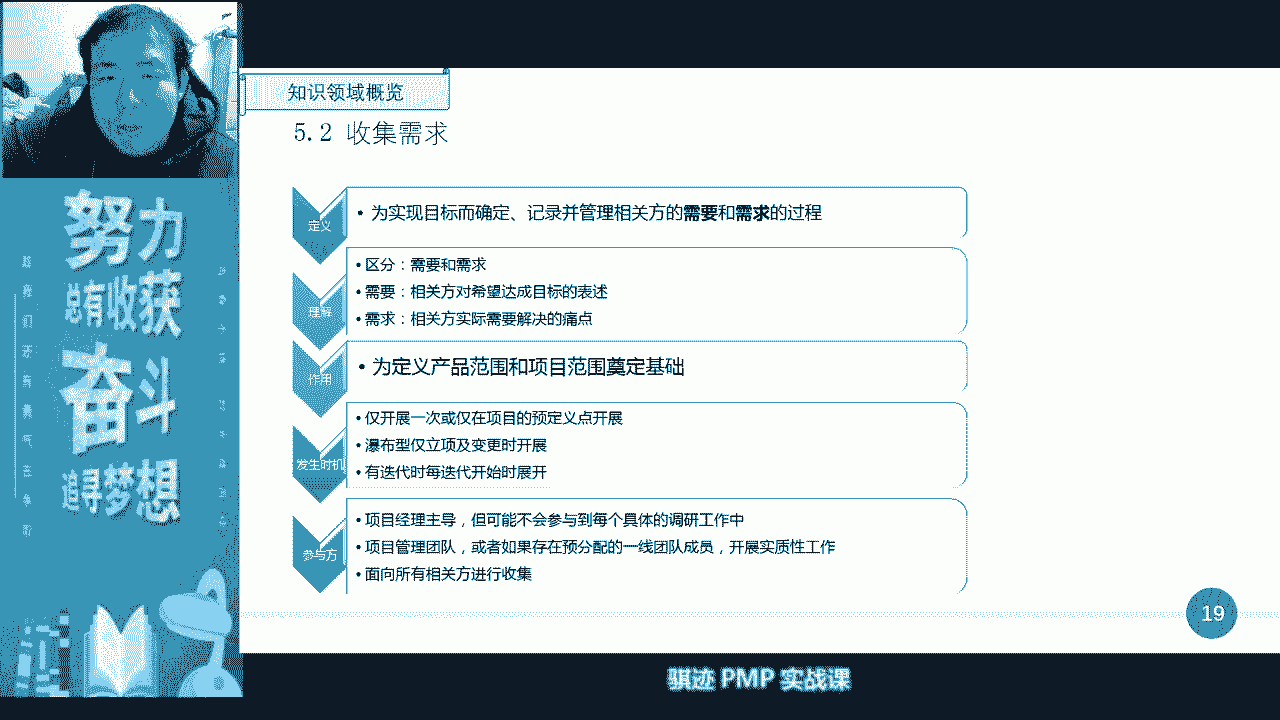 知识领域概览
5.2 收集需求
定义
• 为实现目标而确定、记录并管理相关方的需要和需求的过程
理解
• 区分：需要和需求
• 需要：相关方对希望达成目标的表述
• 需求：相关方实际需要解决的痛点
作用
• 为定义产品范围和项目范围奠定基础
发生时机
• 仅开展一次或仅在项目的预定义点开展
• 瀑布型仅立项及变更时开展
• 有迭代时每迭代开始时展开
参与方
• 项目经理主导，但可能不会参与到每个具体的调研工作中
• 项目管理团队，或者如果存在预分配的一线团队成员，开展实质性工作
• 面向所有相关方进行收集
19
努力
总有收获
奋斗
追寻梦想
骐迹 PMP 实战课